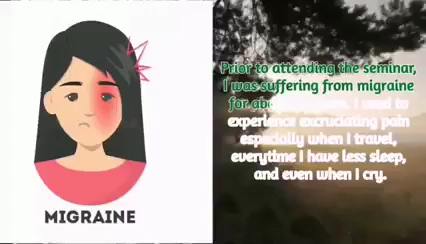 MIGRAINE
Prior to attending the seminar,
I was suffering from migraine
for I used to
experience excruciating pain
especially when I travel,
everytime I have less sleep,
and even when I cry.